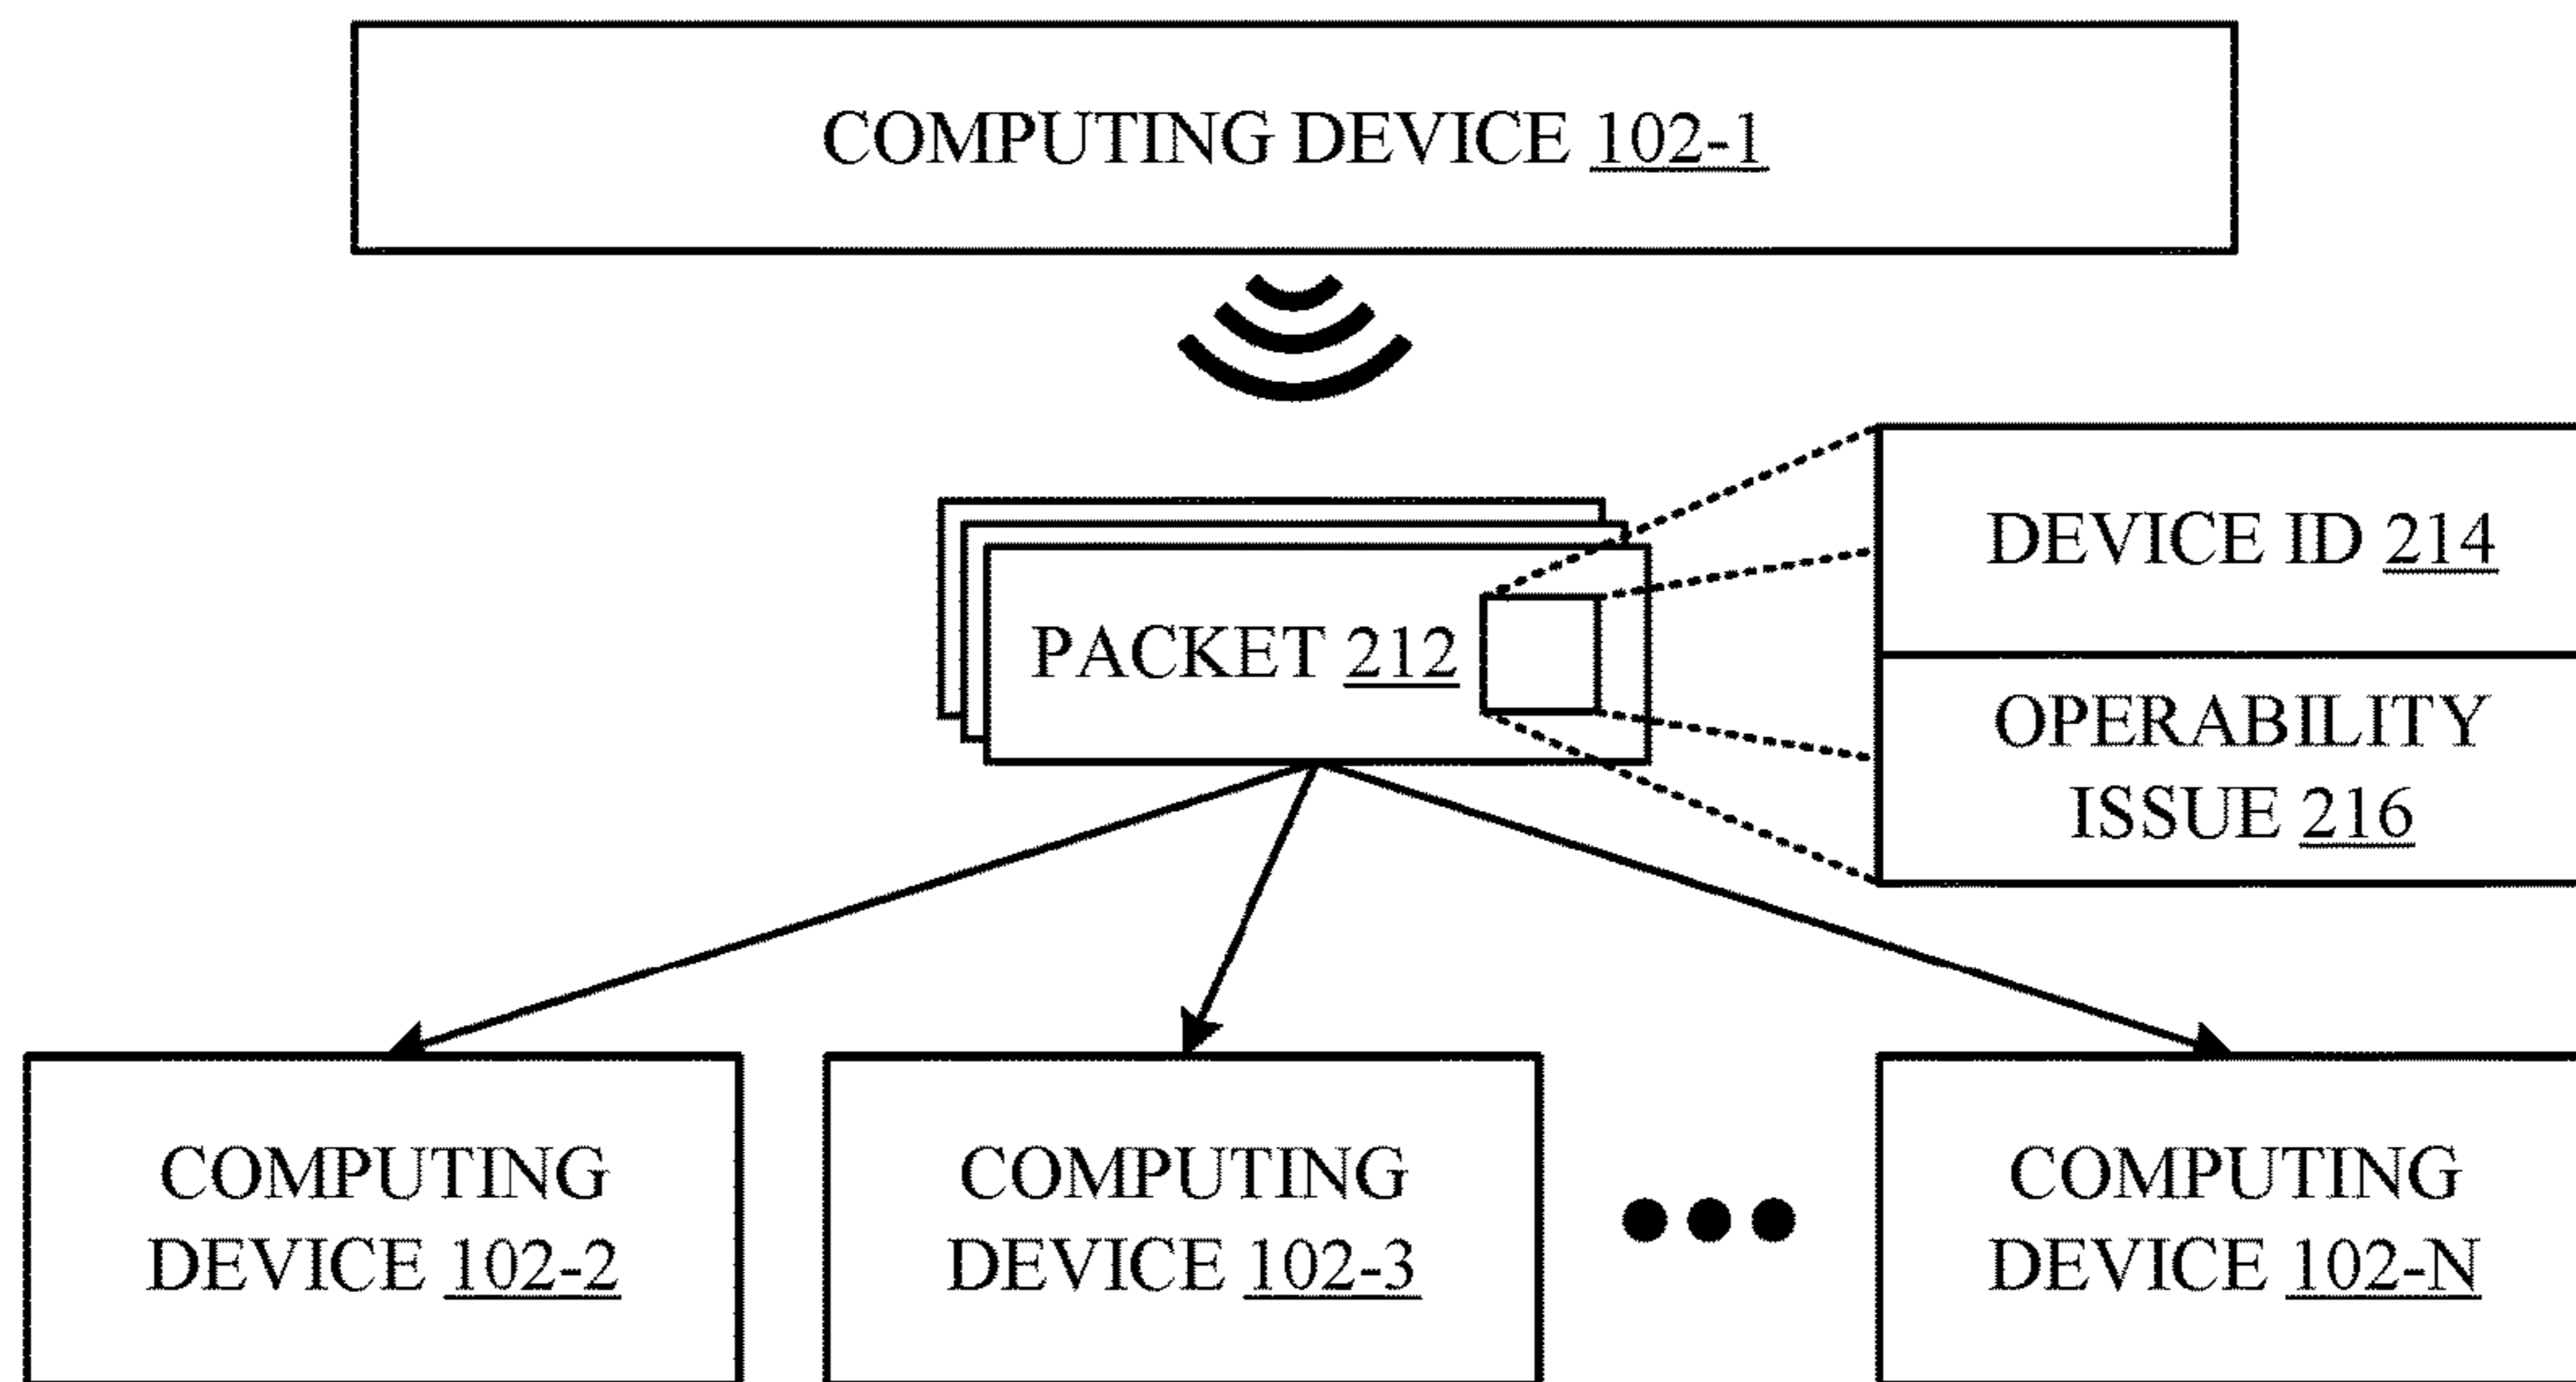 COMPUTING DEVICE 102-1
DEVICE ID 214
PACKET 212
OPERABILITY
ISSUE 216
COMPUTING
DEVICE 102-2
COMPUTING
DEVICE 102-3
COMPUTING
DEVICE 102-N